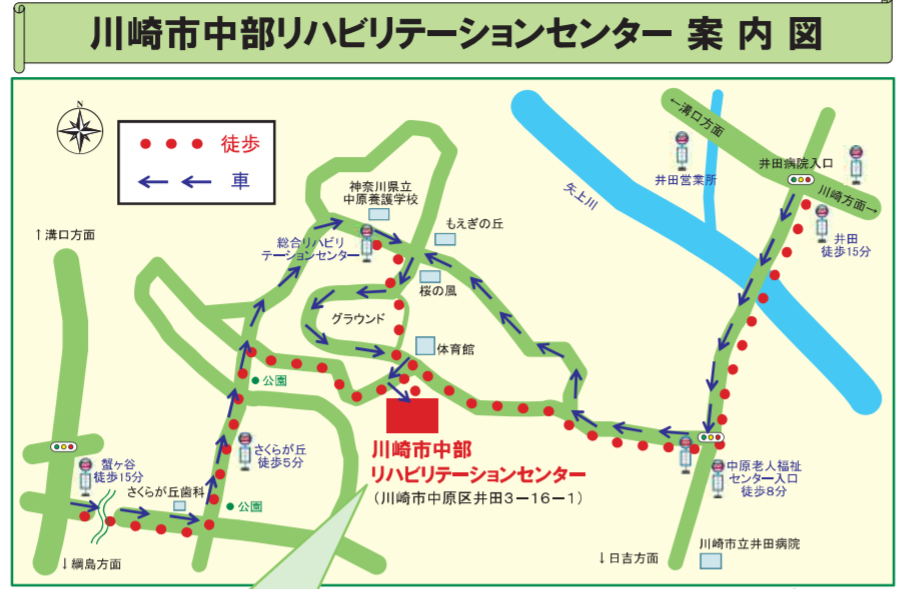 川崎市中部リハビリテーションセンター 案 内 図
N
徒歩
車
←溝口方面
井田病院入口
井田営業所
川崎方面→
矢上川
井田
徒歩15分
神奈川県立
中原養護学校
もえぎの丘
↑溝口方面
総合リハビリ
テーションセンター
桜の風
グラウンド
体育館
公園
川崎市中部
リハビリテーションセンター
(川崎市中原区井田3-16-1)
さくらが丘
徒歩5分
蟹ヶ谷
徒歩15分
さくらが丘歯科
公園
中原老人福祉
センター入口
徒歩8分
↓綱島方面
↓日吉方面
川崎市立井田病院